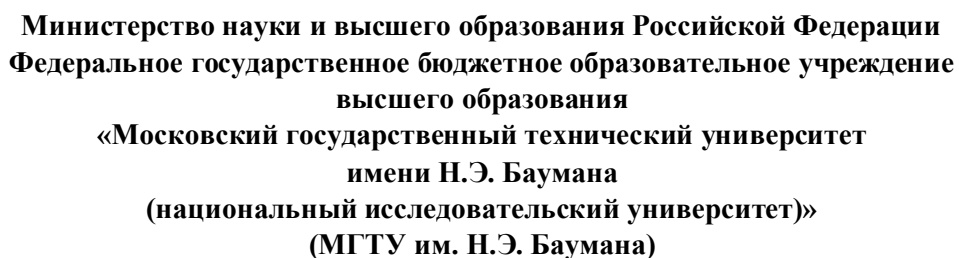 Министерство науки и высшего образования Российской Федерации
Федеральное государственное бюджетное образовательное учреждение
высшего образования
«Московский государственный технический университет
имени Н.Э. Баумана
(национальный исследовательский университет)»
(МГТУ им. Н.Э. Баумана)